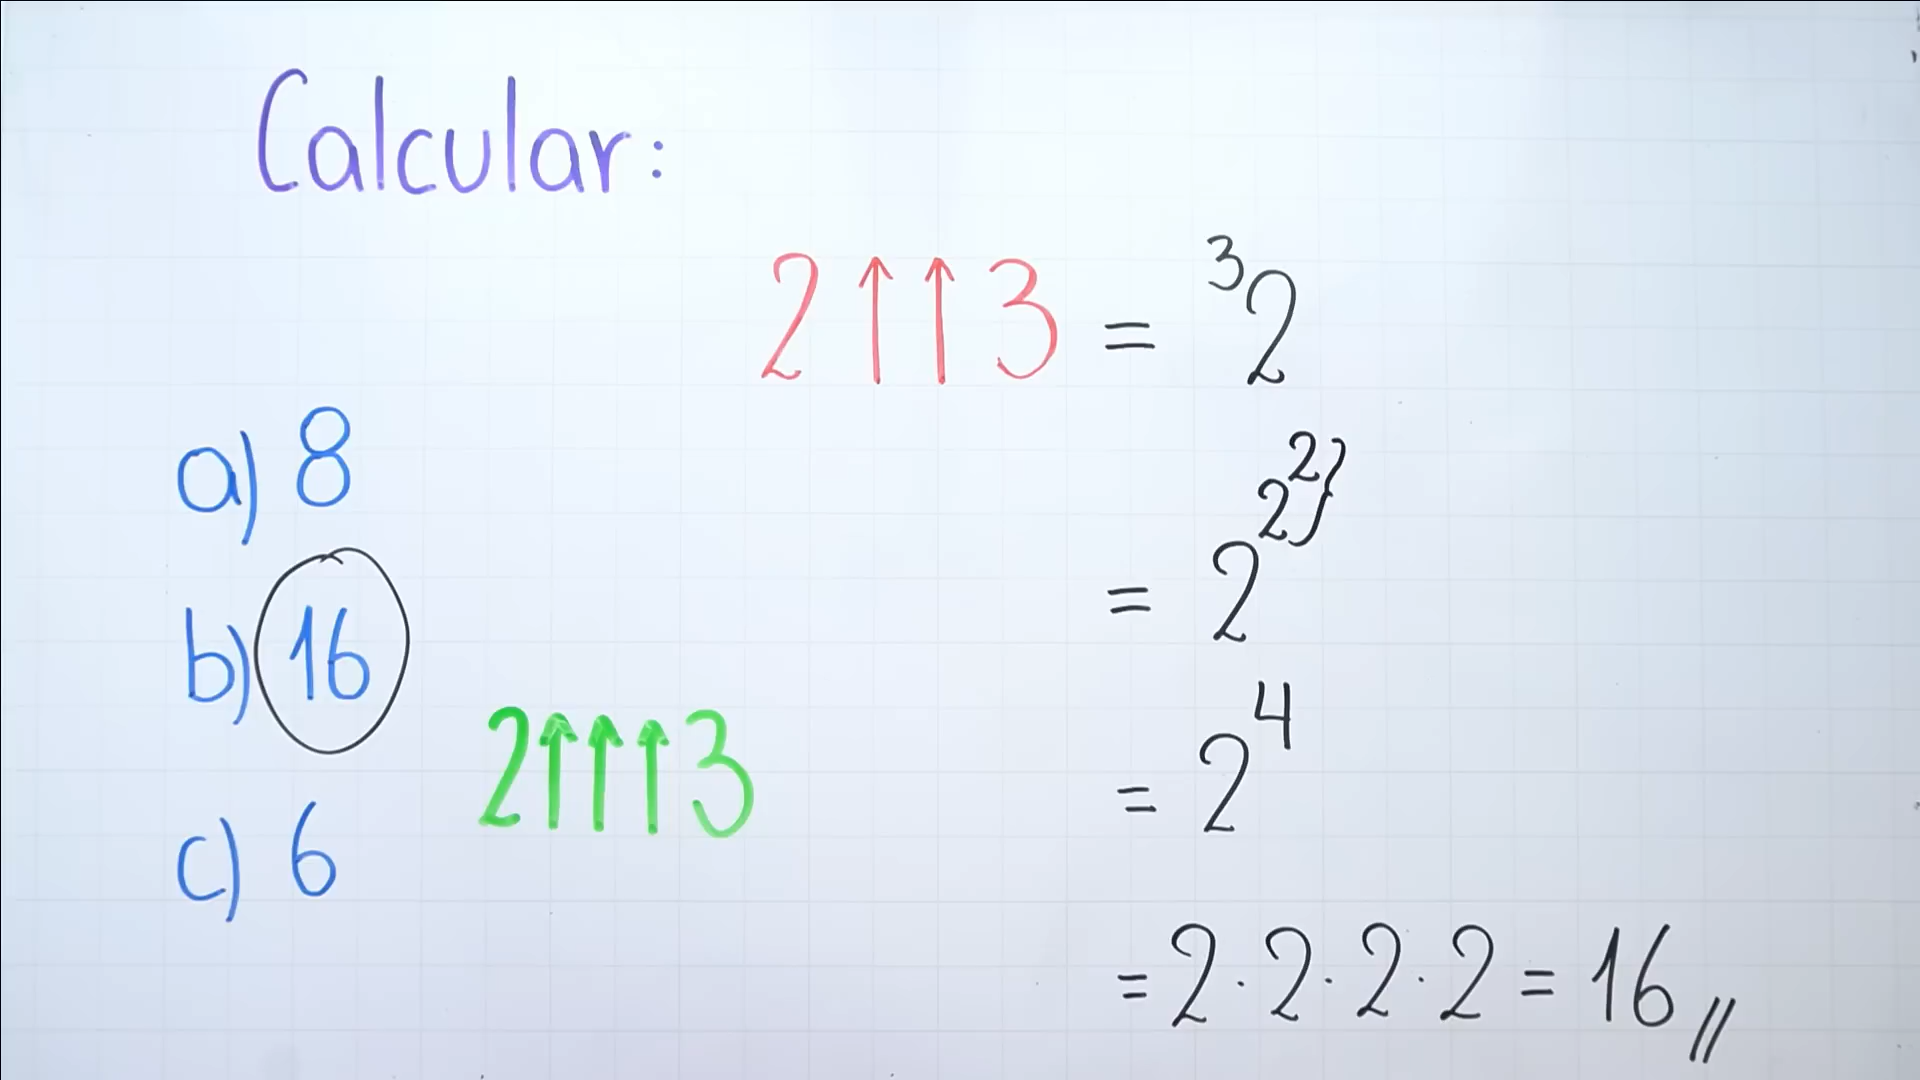 Calcular:
2↑↑3 = ³2
a) 8
= 2^2^2}
b) 16
= 2⁴
2↑↑↑3
c) 6
= 2·2·2·2 = 16//